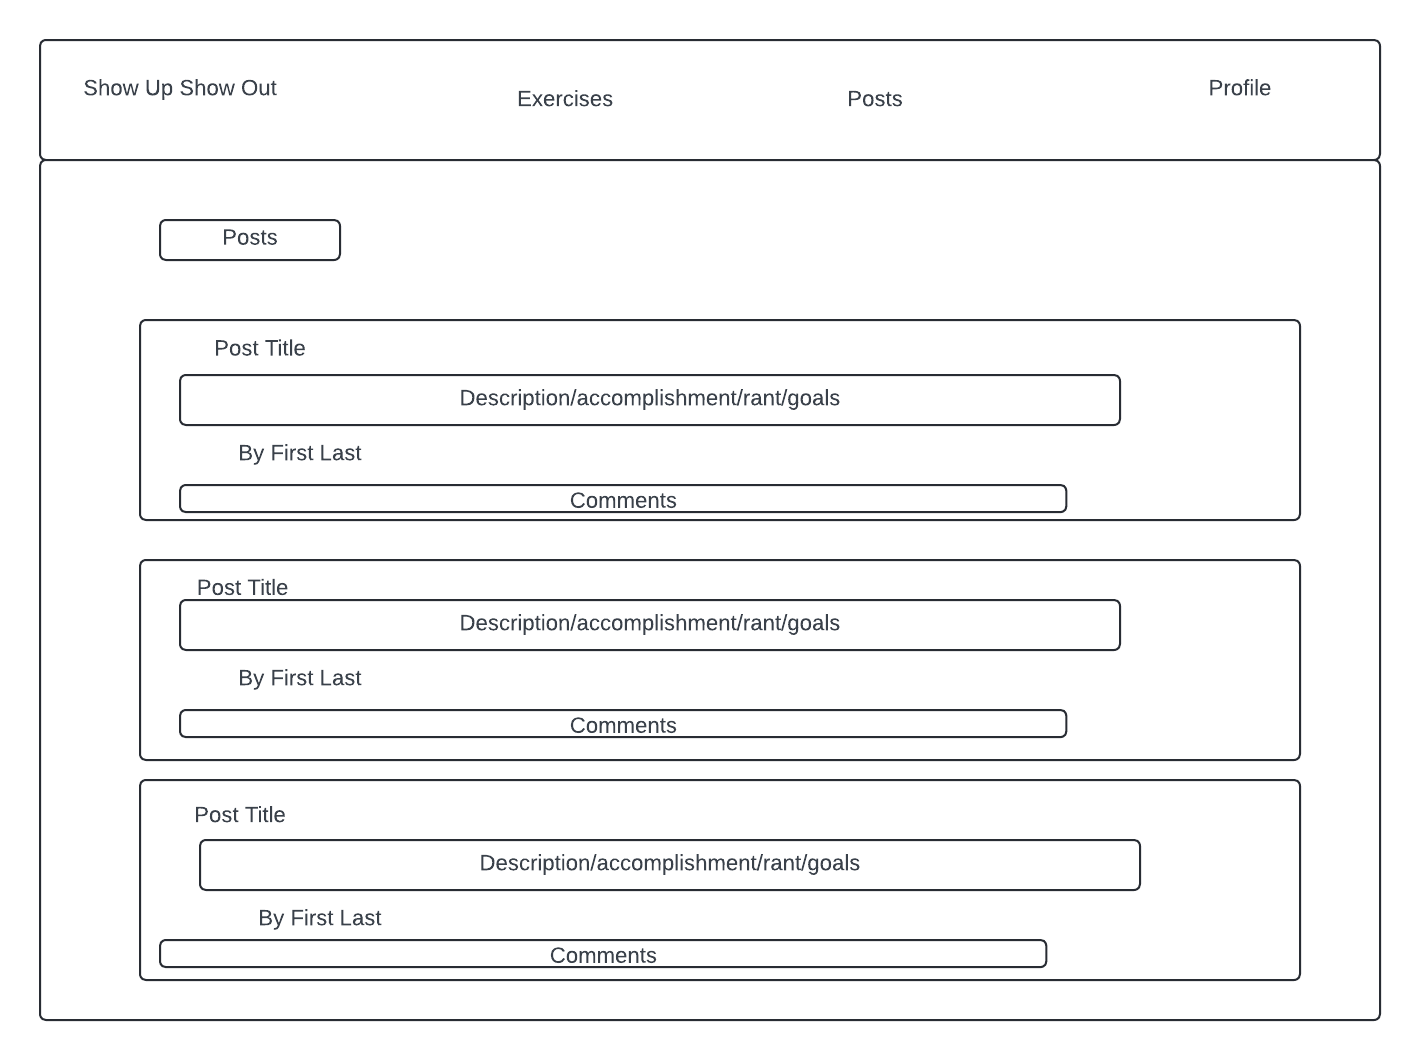 Show Up Show Out
Exercises
Posts
Profile
Posts
Post Title
Description/accomplishment/rant/goals
By First Last
Comments
Post Title
Description/accomplishment/rant/goals
By First Last
Comments
Post Title
Description/accomplishment/rant/goals
By First Last
Comments